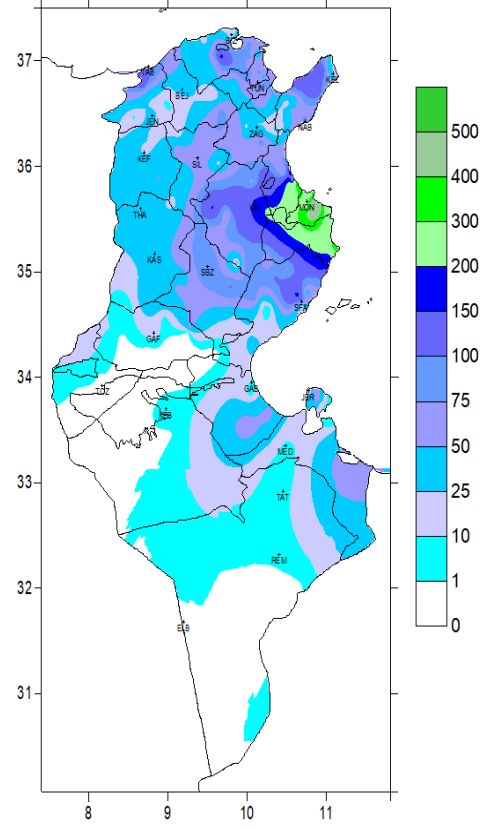 37
36
35
34
33
32
31
8 9 10 11
BIZ
TAB
TUN
KEL
BEJ
JEN
NAB
ZAG
KEF
SIL
MON
THA
KAS
SBZ
SFA
GAF
TOZ
KEB
GAB
JER
MED
TAT
REM
ELB
500
400
300
200
150
100
75
50
25
10
1
0